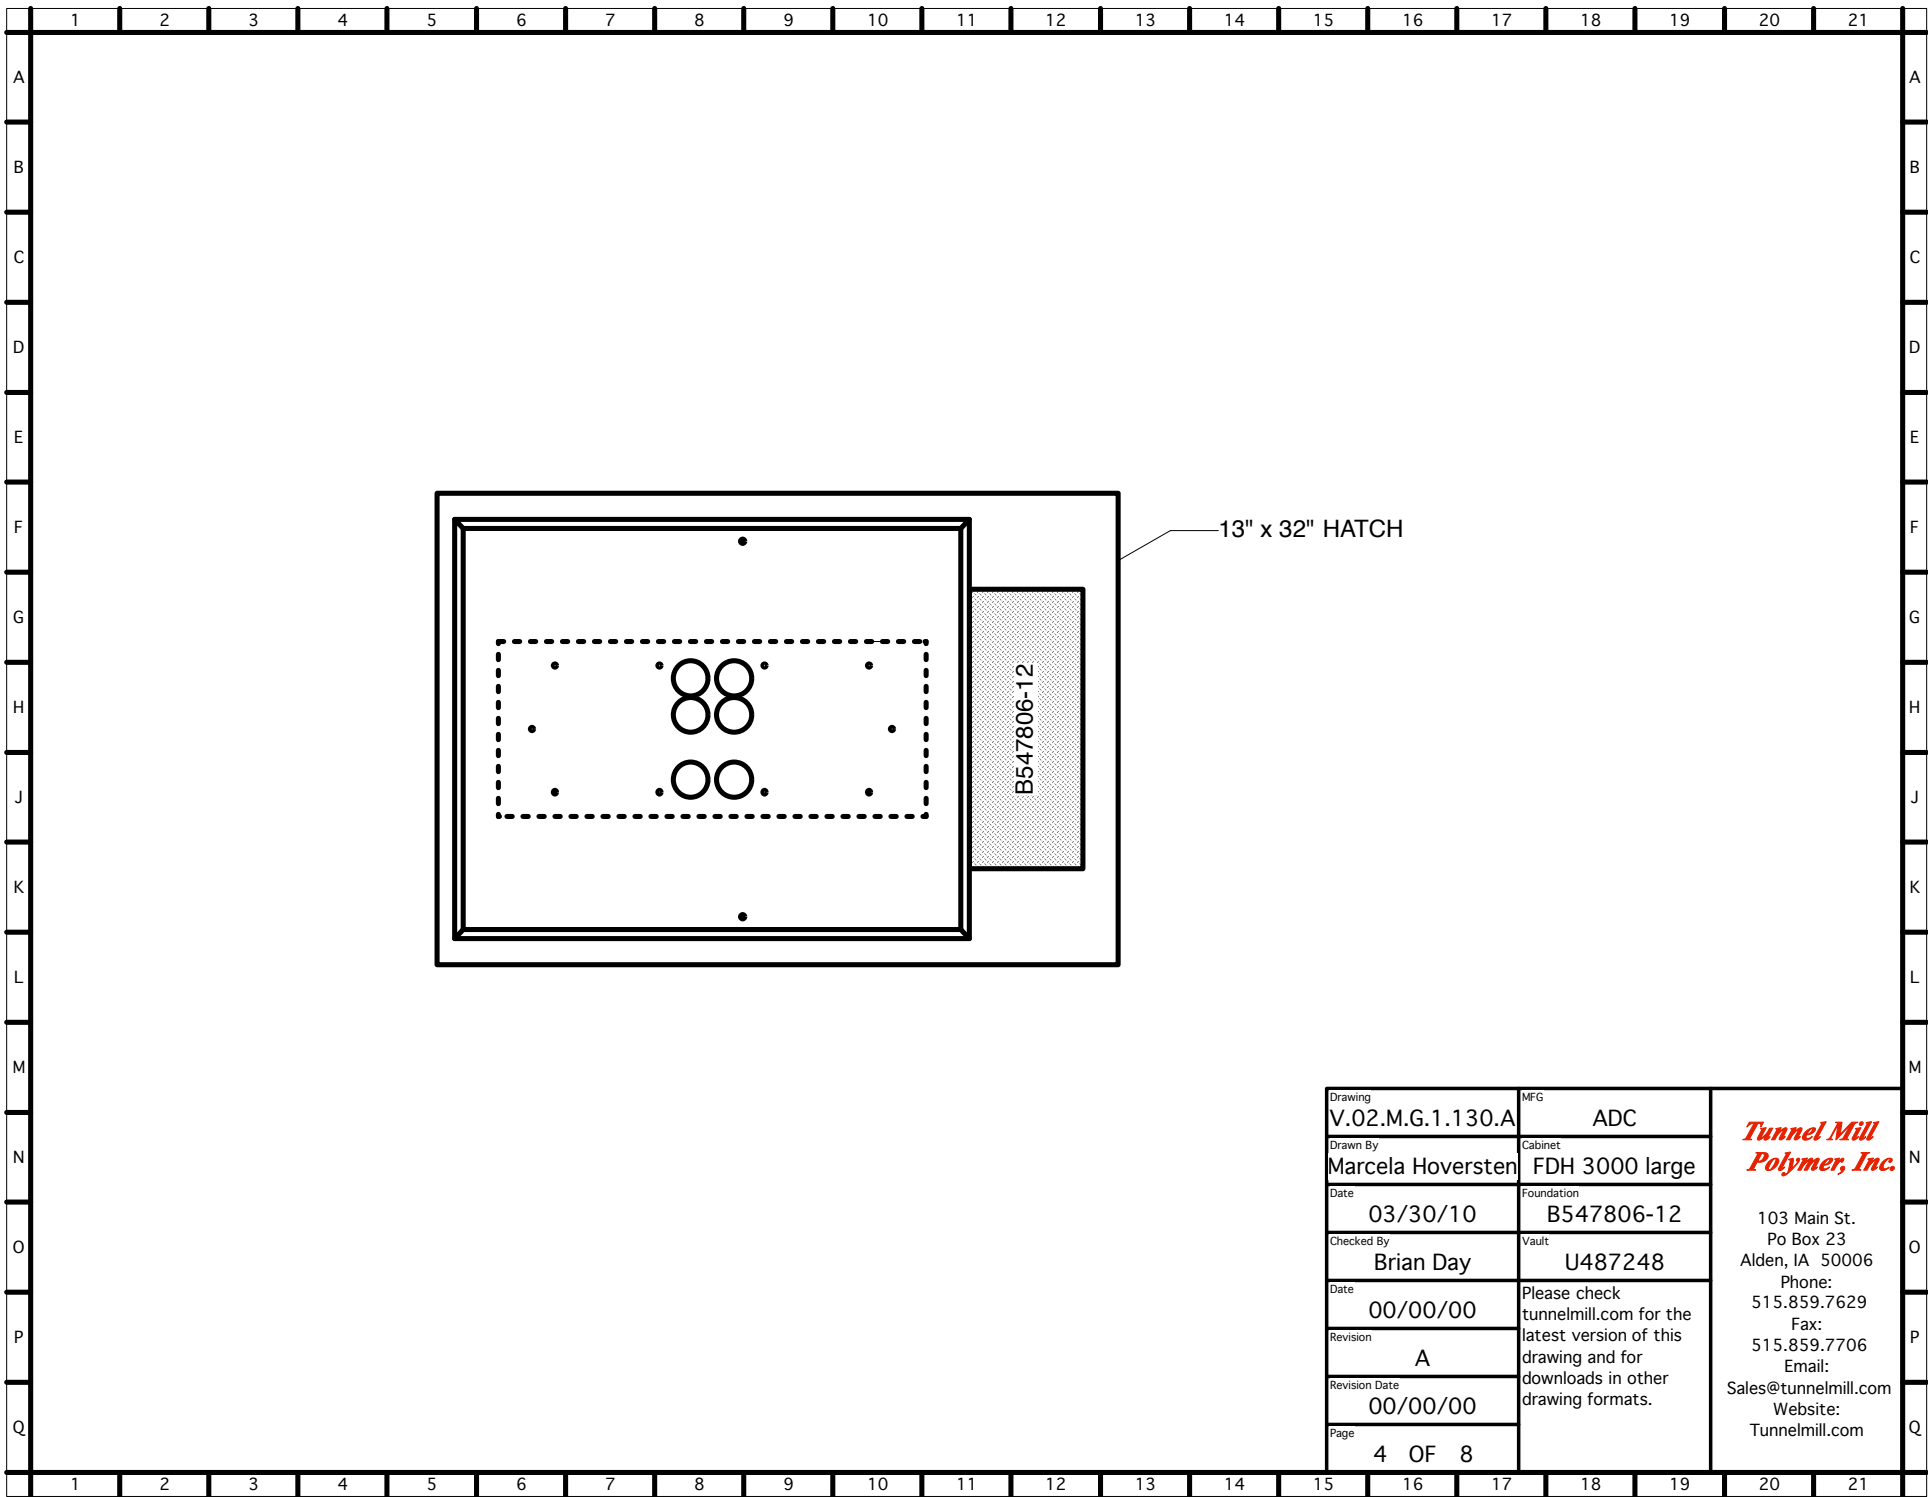 1 2 3 4 5 6 7 8 9 10 11 12 13 14 15 16 17 18 19 20 21
A A
B B
C C
D D
E E
F F
13" x 32" HATCH
G G
H H
B547806-12
J J
K K
L L
M M
N N
O O
P P
Q Q
Drawing
V.02.M.G.1.130.A
MFG
ADC
Drawn By
Marcela Hoversten
Cabinet
FDH 3000 large
Date
03/30/10
Foundation
B547806-12
Checked By
Brian Day
Vault
U487248
Date
00/00/00
Revision
A
Revision Date
00/00/00
Page
4 OF 8
Please check
tunnelmill.com for the
latest version of this
drawing and for
downloads in other
drawing formats.
Tunnel Mill
Polymer, Inc.
103 Main St.
Po Box 23
Alden, IA 50006
Phone:
515.859.7629
Fax:
515.859.7706
Email:
Sales@tunnelmill.com
Website:
Tunnelmill.com
1 2 3 4 5 6 7 8 9 10 11 12 13 14 15 16 17 18 19 20 21